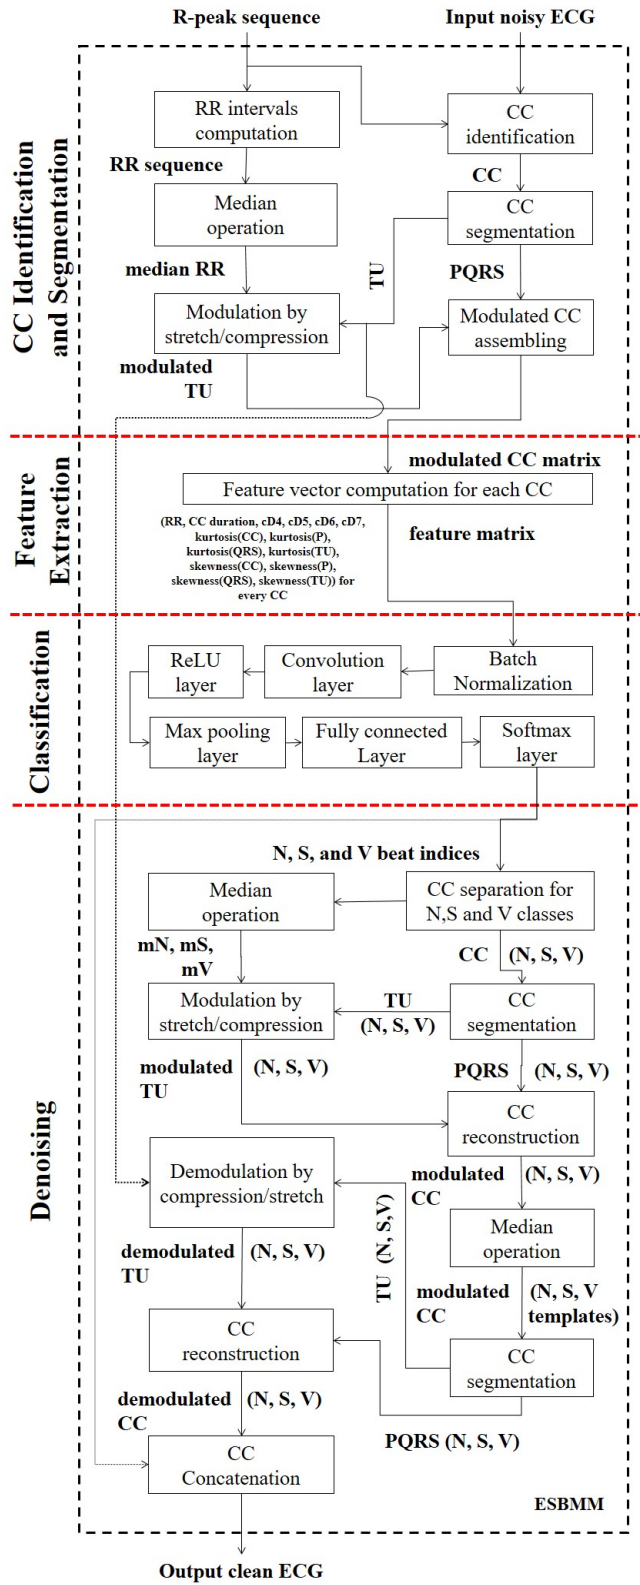 R-peak sequence
Input noisy ECG
CC Identification
and Segmentation
RR intervals
computation
CC
identification
RR sequence
CC
Median
operation
CC
segmentation
median RR
TU
PQRS
Modulation by
stretch/compression
Modulated CC
assembling
modulated
TU
Feature
Extraction
modulated CC matrix
Feature vector computation for each CC
(RR, CC duration, cD4, cD5, cD6, cD7,
kurtosis(CC), kurtosis(P),
kurtosis(QRS), kurtosis(TU),
skewness(CC), skewness(P),
skewness(QRS), skewness(TU)) for
every CC
feature matrix
Classification
ReLU
layer
Convolution
layer
Batch
Normalization
Max pooling
layer
Fully connected
Layer
Softmax
layer
Denoising
N, S, and V beat indices
Median
operation
CC separation for
N,S and V classes
mN, mS,
mV
CC (N, S, V)
Modulation by
stretch/compression
TU
(N, S, V)
CC
segmentation
modulated (N, S, V)
TU
PQRS (N, S, V)
CC
reconstruction
Demodulation by
compression/stretch
modulated (N, S, V)
CC
Median
operation
demodulated (N, S, V)
TU
TU (N, S,V)
modulated (N, S, V
CC templates)
CC
reconstruction
CC
segmentation
demodulated (N, S, V)
CC
PQRS (N, S, V)
CC
Concatenation
ESBMM
Output clean ECG